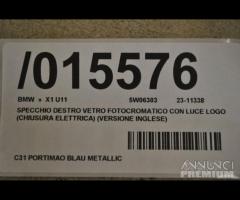 /015576
BMW » X1 U11 5W06383 23-11338
SPECCHIO DESTRO VETRO FOTOCROMATICO CON LUCE LOGO
(CHIUSURA ELETTRICA) (VERSIONE INGLESE)
C31 PORTIMAO BLAU METALLIC
ANNUNCI
PREMIUM